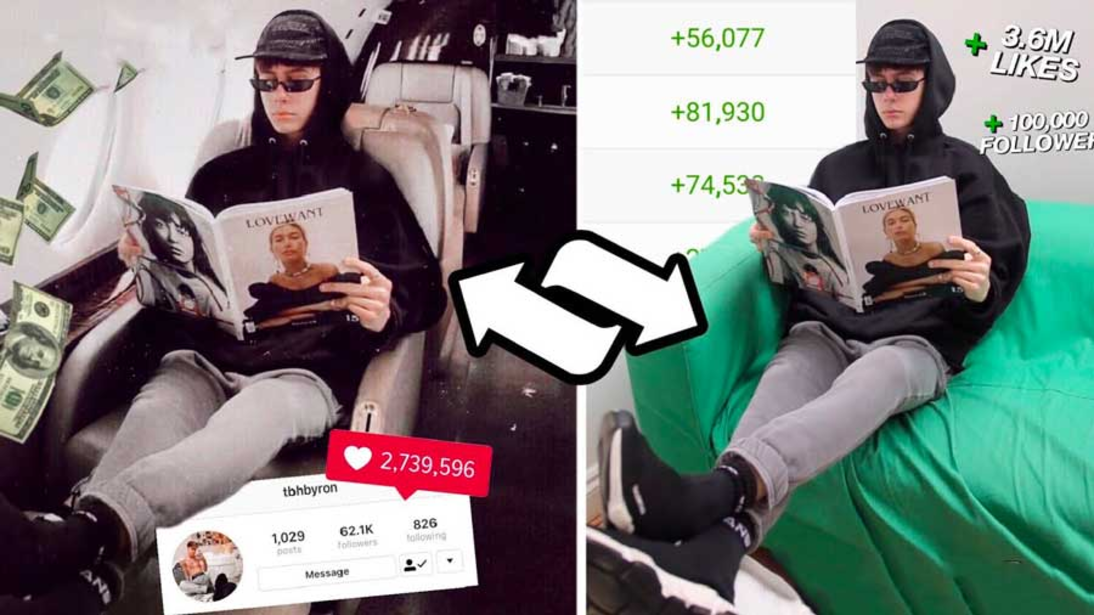 LOVEWANT
2,739,596
tbhbyron
1,029
posts
62.1K
followers
826
following
Message
VANS
+56,077
+81,930
+ 3.6M
LIKES
+ 100,000
FOLLOWER
LOVEWANT